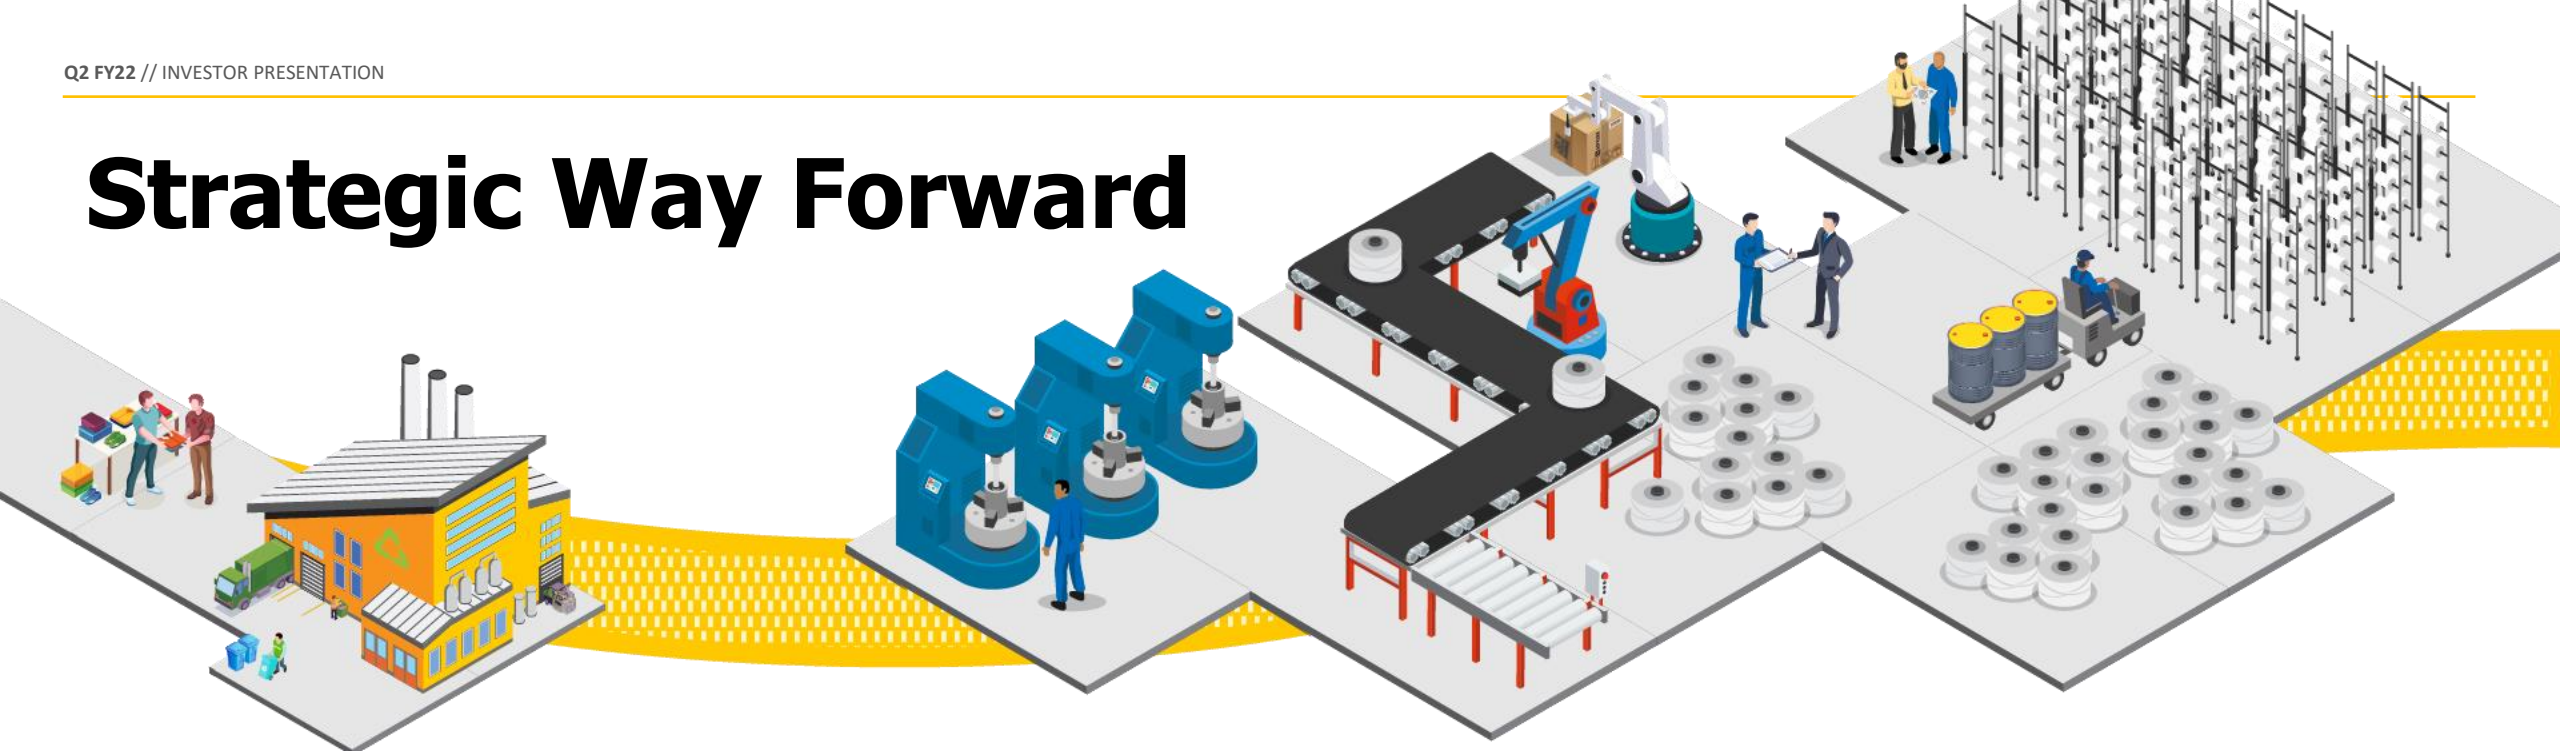 Q2 FY22 // INVESTOR PRESENTATION
Strategic Way Forward